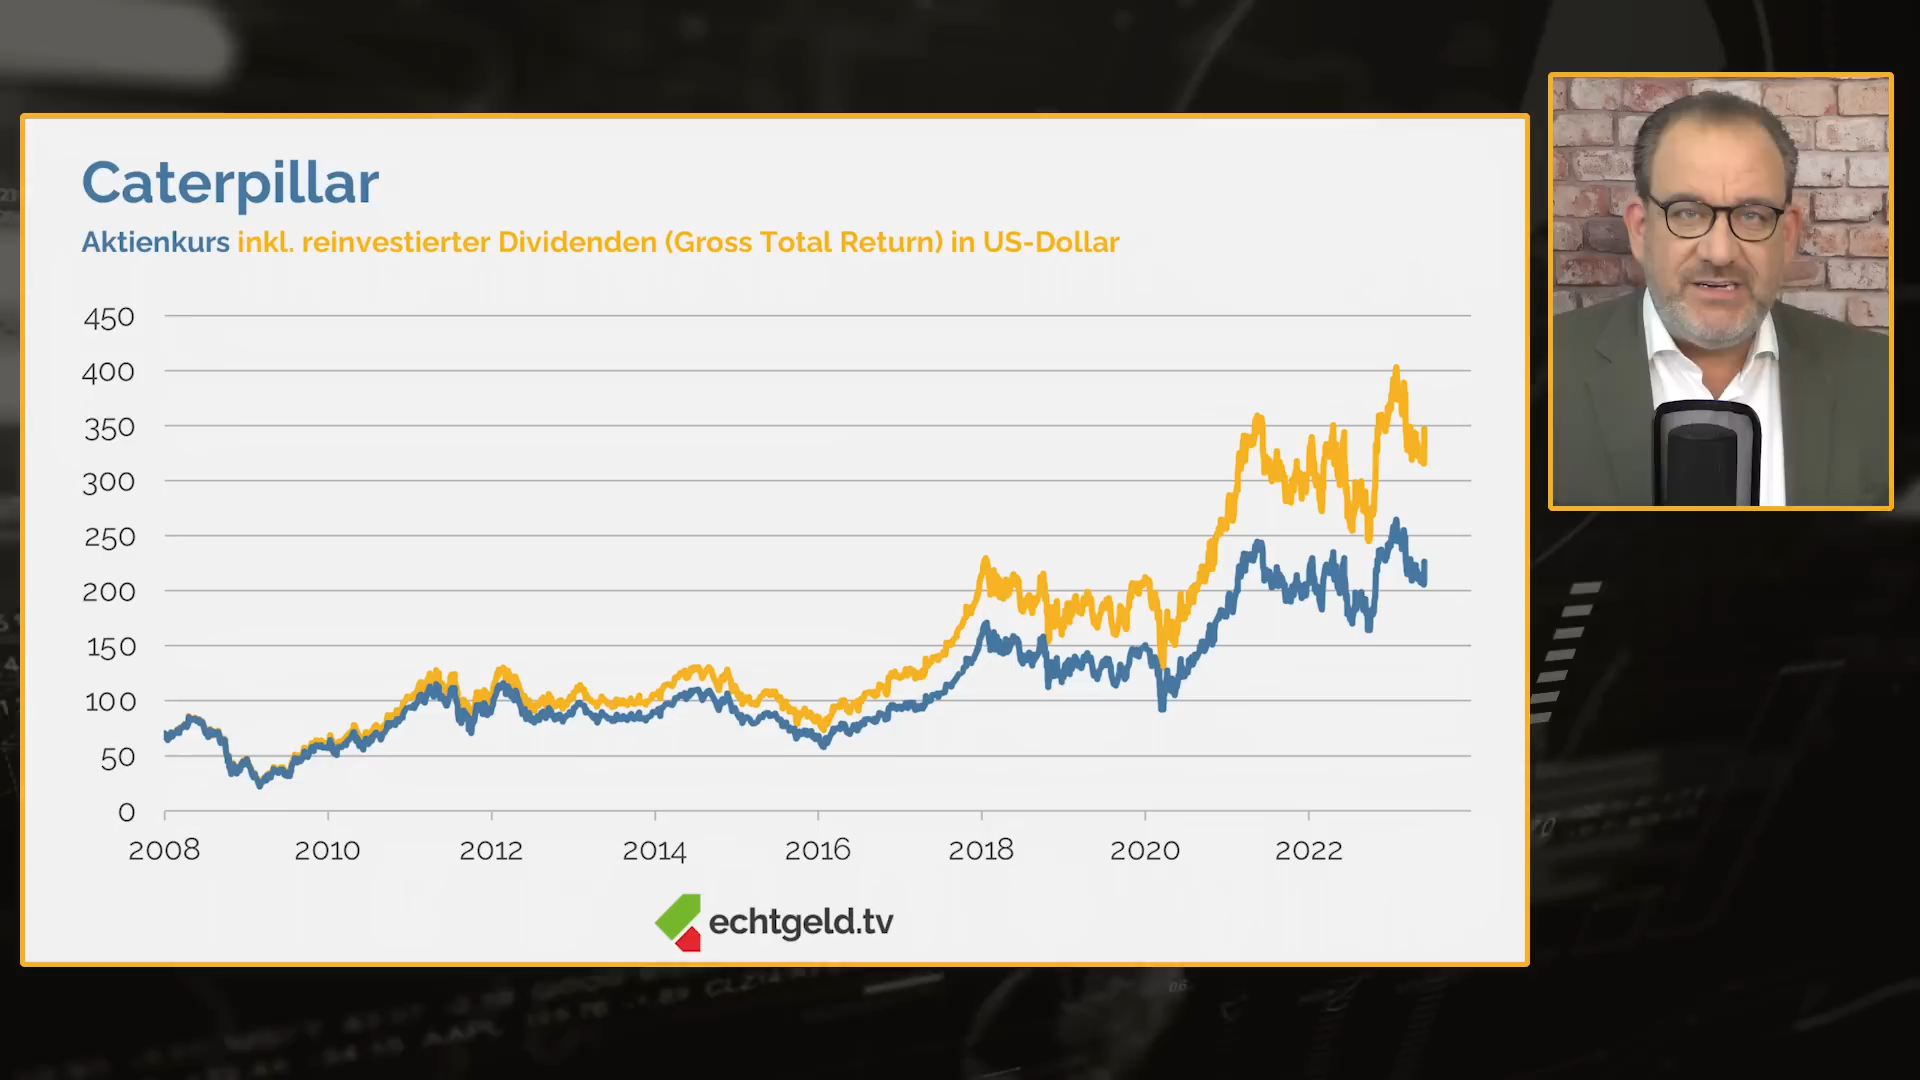 Caterpillar
Aktienkurs inkl. reinvestierter Dividenden (Gross Total Return) in US-Dollar
450
400
350
300
250
200
150
100
50
0
2008 2010 2012 2014 2016 2018 2020 2022
echtgeld.tv